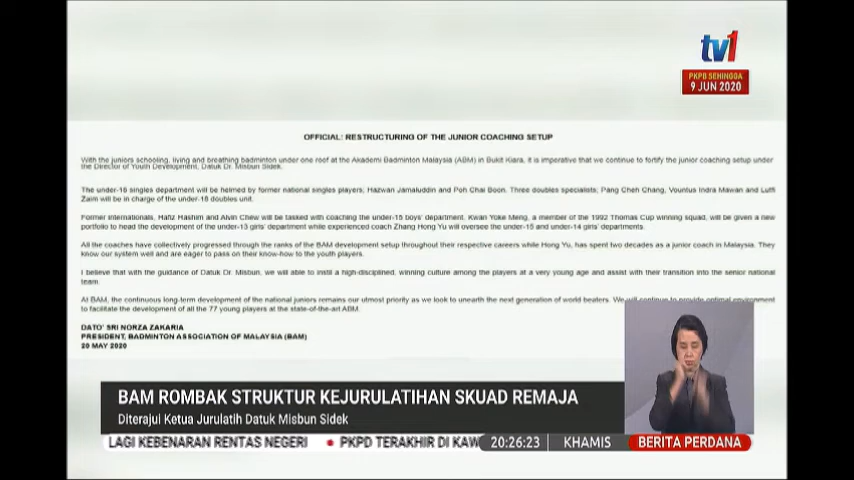 tv1
PKPB SEHINGGA
9 JUN 2020
OFFICIAL: RESTRUCTURING OF THE JUNIOR COACHING SETUP
With the juniors schooling, living and breathing badminton under one roof at the Akademi Badminton Malaysia (ABM) in Bukit Kiara, it is imperative that we continue to fortify the junior coaching setup under
the Director of Youth Development, Datuk Dr. Misbun Sidek.
The under-18 singles department will be helmed by former national singles players; Hazwan Jamaluddin and Poh Chai Boon. Three doubles specialists; Pang Cheh Chang, Vountus Indra Mawan and Lutfi
Zaim will be in charge of the under-18 doubles unit.
Former internationals, Hafiz Hashim and Alvin Chew will be tasked with coaching the under-15 boys' department. Kwan Yoke Meng, a member of the 1992 Thomas Cup winning squad, will be given a new
portfolio to head the development of the under-13 girls' department while experienced coach Zhang Hong Yu will oversee the under-15 and under-14 girls' departments.
All the coaches have collectively progressed through the ranks of the BAM development setup throughout their respective careers while Hong Yu, has spent two decades as a junior coach in Malaysia. They
know our system well and are eager to pass on their know-how to the youth players.
I believe that with the guidance of Datuk Dr. Misbun, we will be able to instil a high-disciplined, winning culture among the players at a very young age and assist with their transition into the senior national
team.
At BAM, the continuous long-term development of the national juniors remains our utmost priority as we look to unearth the next generation of world beaters. We will continue to provide optimal environment
to facilitate the development of all the 77 young players at the state-of-the-art ABM.
DATO' SRI NORZA ZAKARIA
PRESIDENT, BADMINTON ASSOCIATION OF MALAYSIA (BAM)
20 MAY 2020
BAM ROMBAK STRUKTUR KEJURULATIHAN SKUAD REMAJA
Diterajui Ketua Jurulatih Datuk Misbun Sidek
LAGI KEBENARAN RENTAS NEGERI • PKPD TERAKHIR DI KAW 20:26:23 KHAMIS BERITA PERDANA